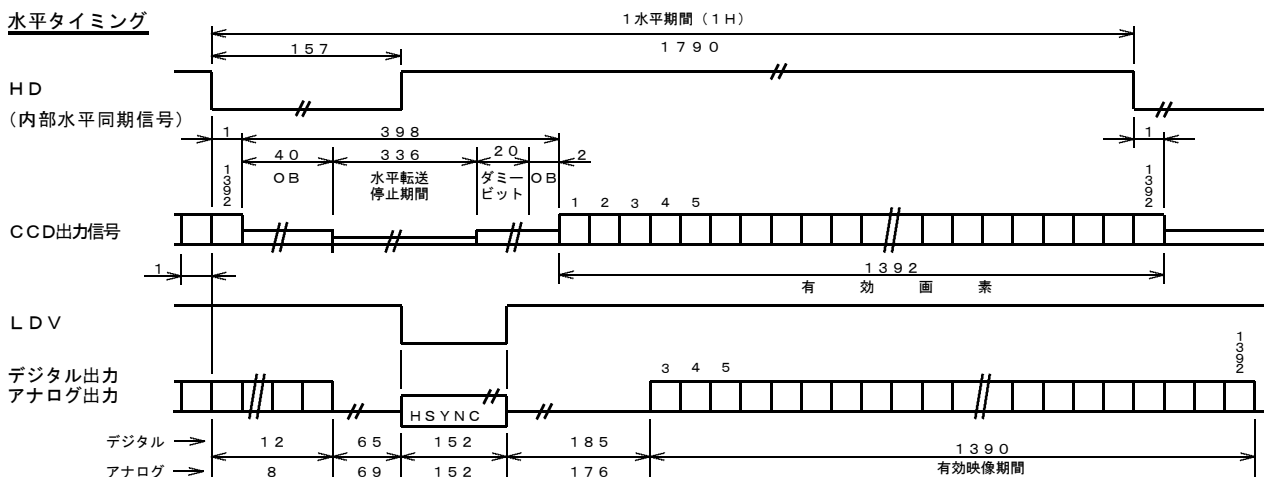 水平タイミング
1水平期間（1H）
157
1790
HD
（内部水平同期信号）
1
398
1
40
336
20
2
OB
水平転送
停止期間
ダミー
ビット
OB
1392
1392
1 2 3 4 5
CCD出力信号
1
1392
有効画素
LDV
デジタル出力
アナログ出力
3 4 5
1392
HSYNC
デジタル
12
65
152
185
1390
アナログ
8
69
152
176
有効映像期間